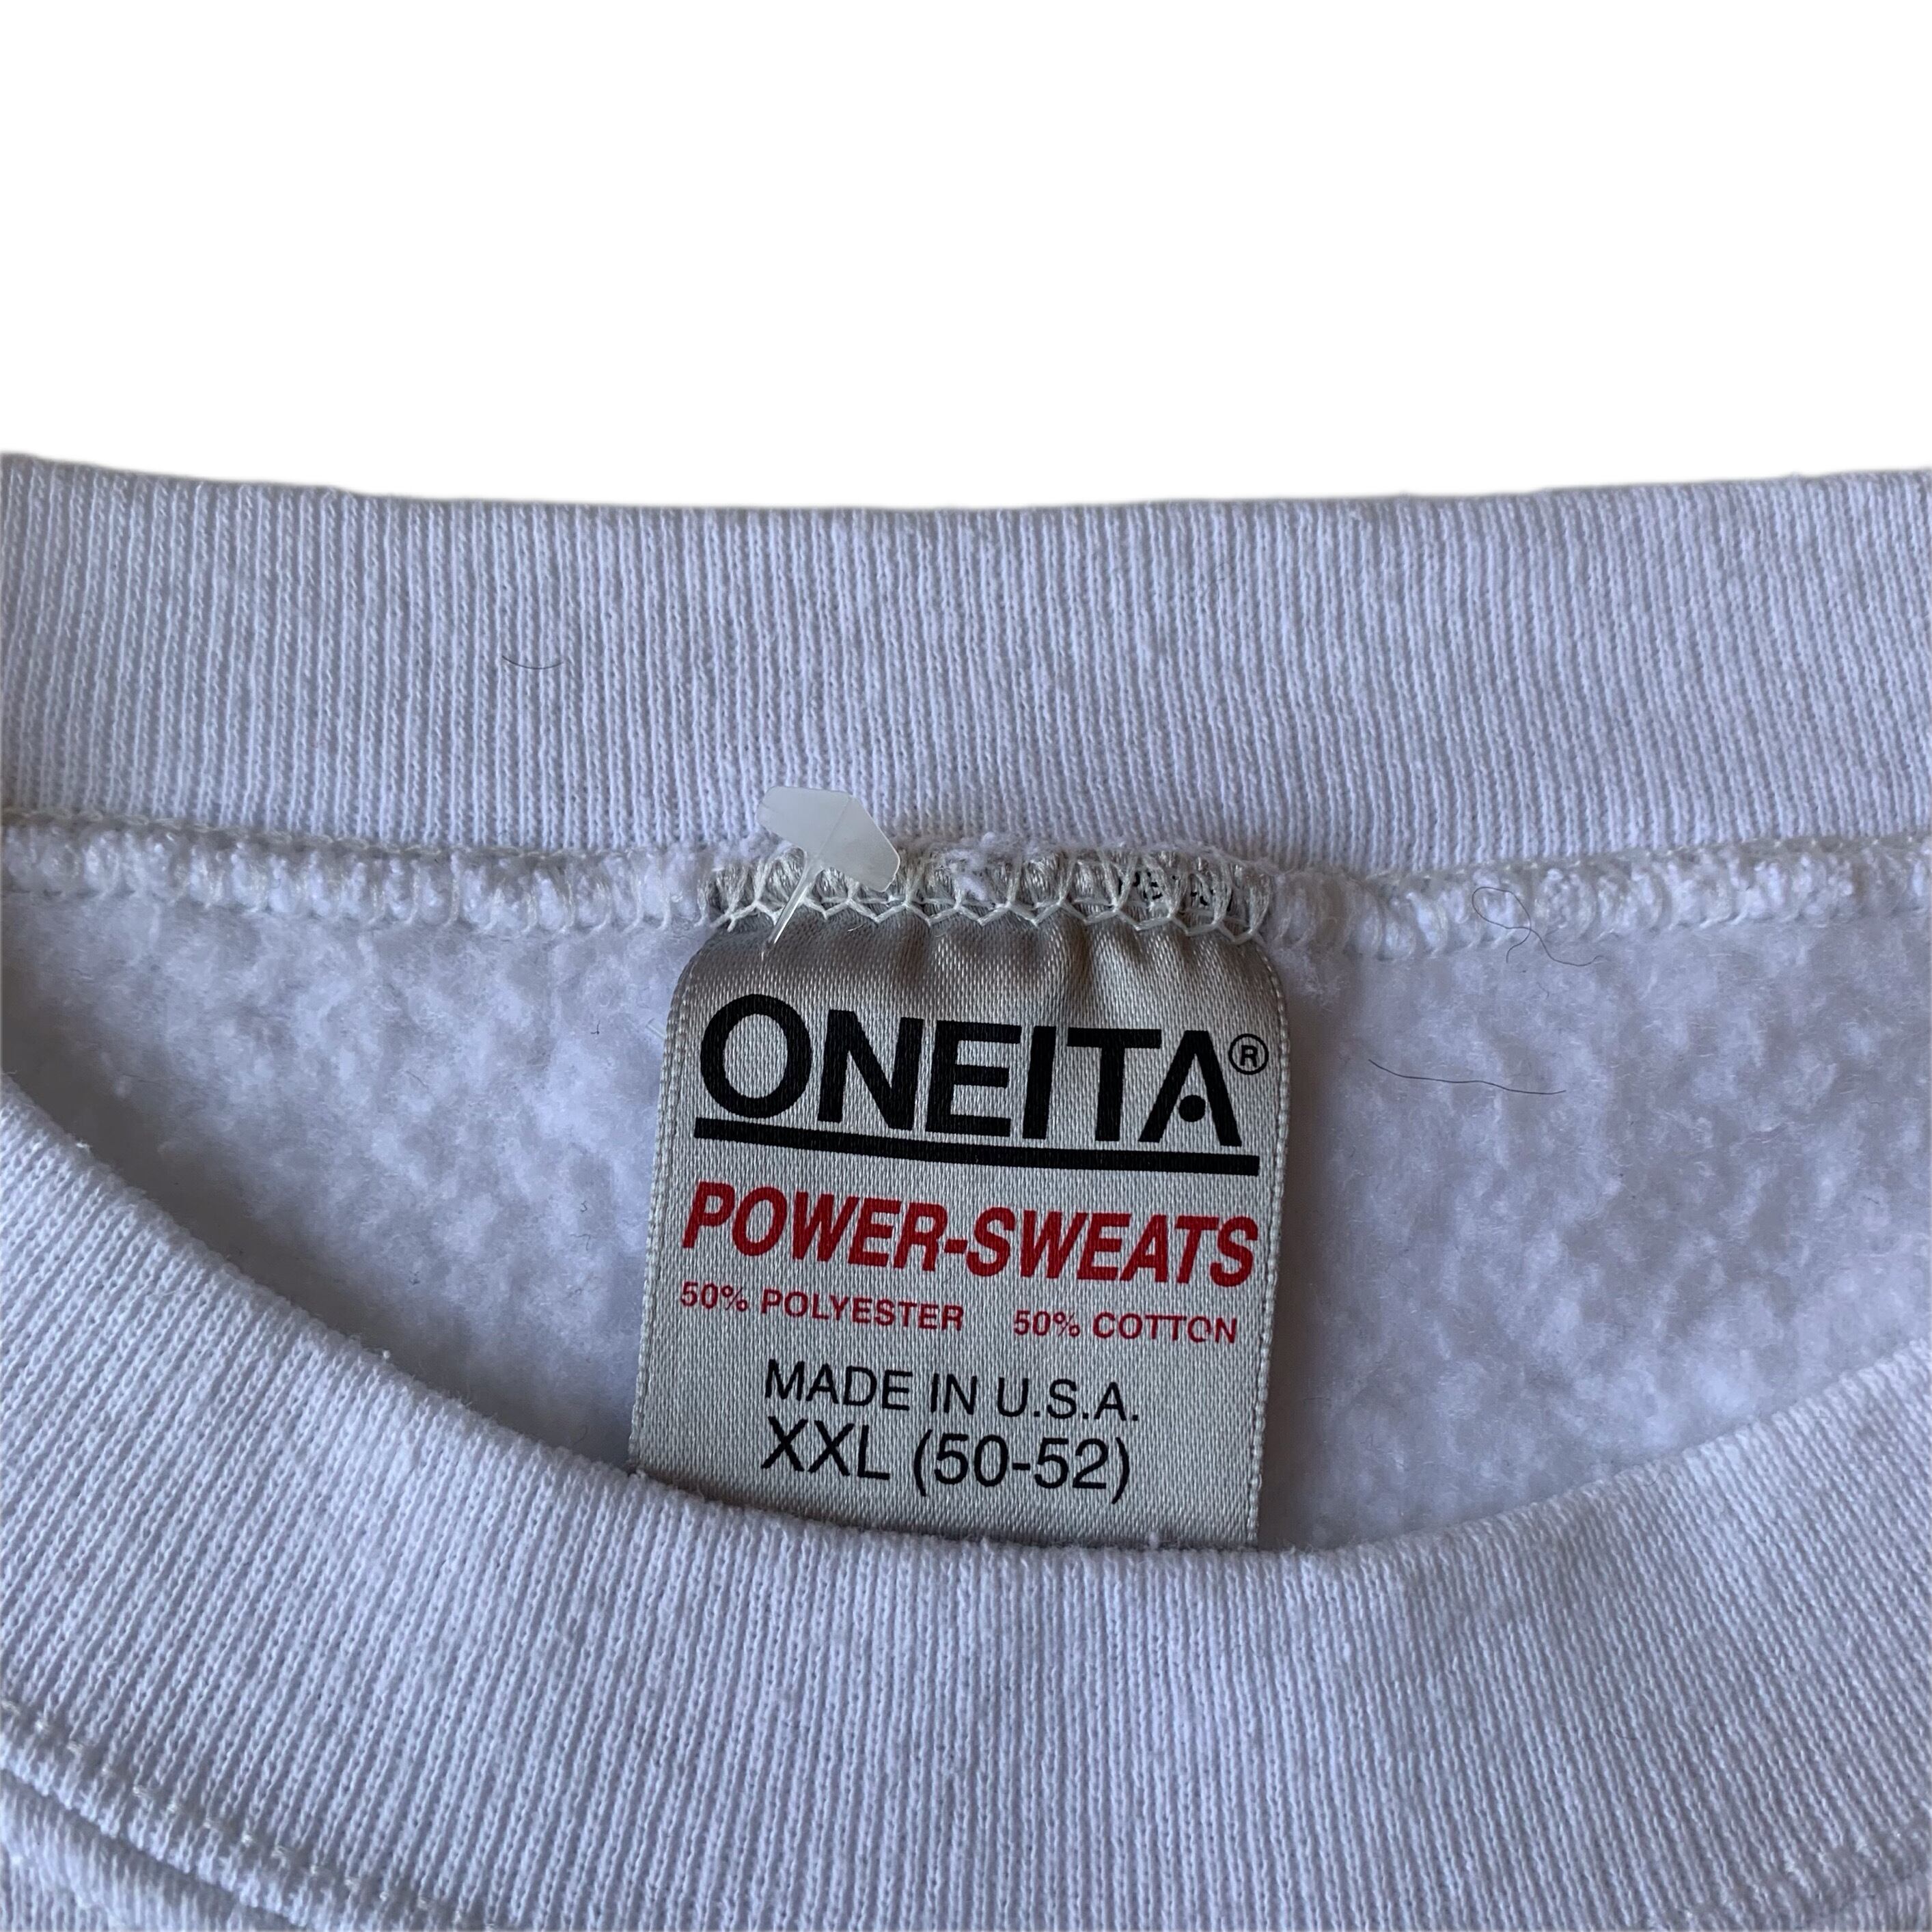 ONEITA®
POWER-SWEATS
50% POLYESTER 50% COTTON
MADE IN U.S.A.
XXL (50-52)